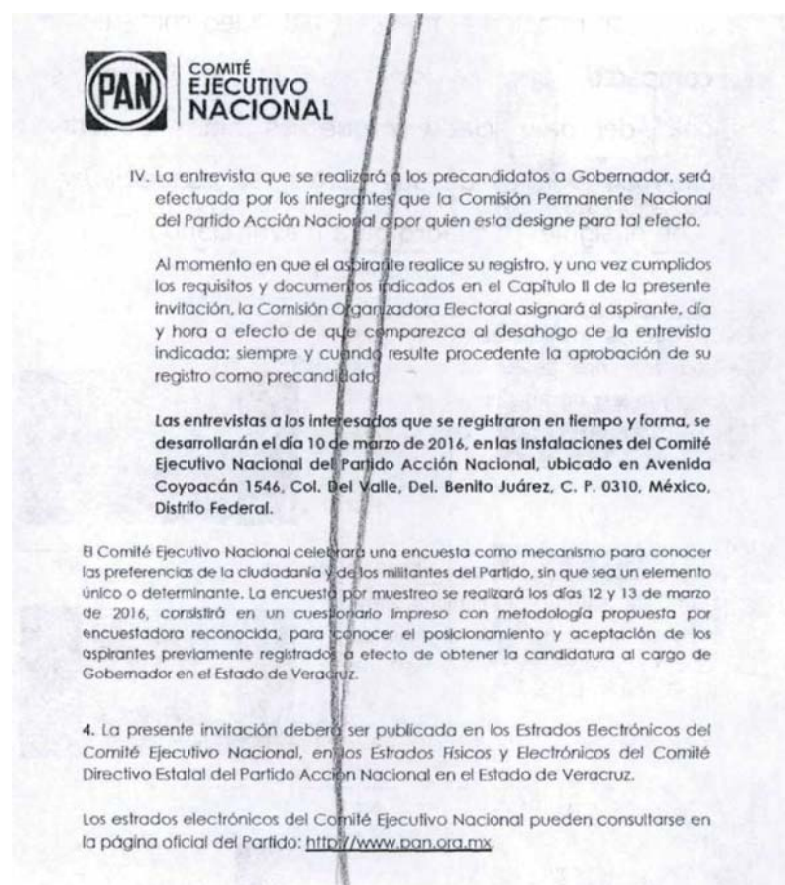 PAN
COMITÉ
EJECUTIVO
NACIONAL
IV. La entrevista que se realizará a los precandidatos a Gobernador, será
efectuada por los integrantes que la Comisión Permanente Nacional
del Partido Acción Nacional o por quien esta designe para tal efecto.
Al momento en que el aspirante realice su registro, y una vez cumplidos
los requisitos y documentos indicados en el Capítulo II de la presente
invitación, la Comisión Organizadora Electoral asignará al aspirante, día
y hora a efecto de que comparezca al desahogo de la entrevista
indicada; siempre y cuando resulte procedente la aprobación de su
registro como precandidato.
Las entrevistas a los interesados que se registraron en tiempo y forma, se
desarrollarán el día 10 de marzo de 2016, en las instalaciones del Comité
Ejecutivo Nacional del Partido Acción Nacional, ubicado en Avenida
Coyoacán 1546, Col. Del Valle, Del. Benito Juárez, C. P. 0310, México,
Distrito Federal.
El Comité Ejecutivo Nacional celebrará una encuesta como mecanismo para conocer
las preferencias de la ciudadanía y de los militantes del Partido, sin que sea un elemento
único o determinante. La encuesta por muestreo se realizará los días 12 y 13 de marzo
de 2016, consistirá en un cuestionario impreso con metodología propuesta por
encuestadora reconocida, para conocer el posicionamiento y aceptación de los
aspirantes previamente registrados a efecto de obtener la candidatura al cargo de
Gobernador en el Estado de Veracruz.
4. La presente invitación deberá ser publicada en los Estrados Electrónicos del
Comité Ejecutivo Nacional, en los Estrados Físicos y Electrónicos del Comité
Directivo Estatal del Partido Acción Nacional en el Estado de Veracruz.
Los estrados electrónicos del Comité Ejecutivo Nacional pueden consultarse en
la página oficial del Partido: http://www.pan.org.mx